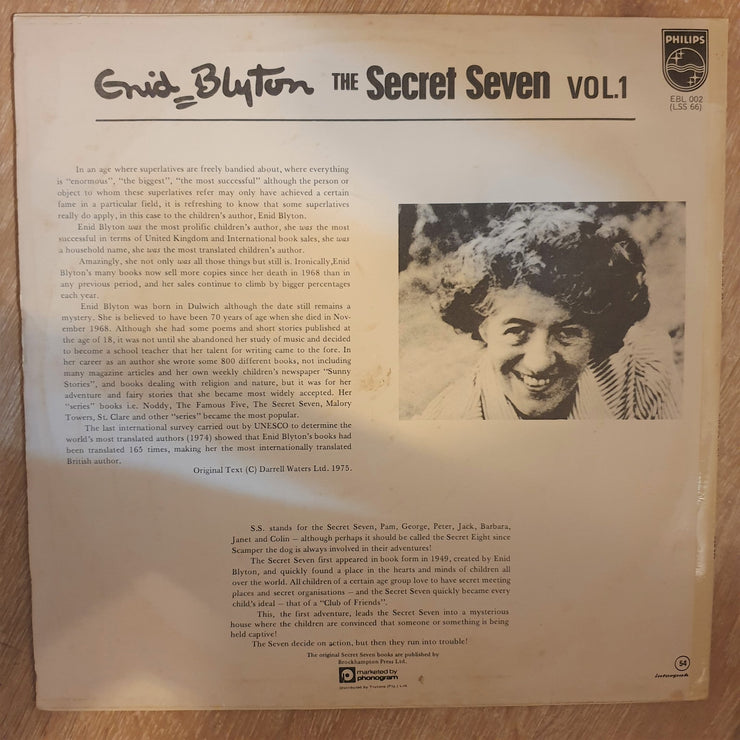 Enid Blyton THE Secret Seven VOL.1
PHILIPS
EBL 002
(LSS 66)
In an age where superlatives are freely bandied about, where everything
is "enormous", "the biggest", "the most successful" although the person or
object to whom these superlatives refer may only have achieved a certain
fame in a particular field, it is refreshing to know that some superlatives
really do apply, in this case to the children's author, Enid Blyton.
Enid Blyton was the most prolific children's author, she was the most
successful in terms of United Kingdom and International book sales, she was
a household name, she was the most translated children's author.
Amazingly, she not only was all those things but still is. Ironically,Enid
Blyton's many books now sell more copies since her death in 1968 than in
any previous period, and her sales continue to climb by bigger percentages
each year.
Enid Blyton was born in Dulwich although the date still remains a
mystery. She is believed to have been 70 years of age when she died in Nov-
ember 1968. Although she had some poems and short stories published at
the age of 18, it was not until she abandoned her study of music and decided
to become a school teacher that her talent for writing came to the fore. In
her career as an author she wrote some 800 different books, not including
many magazine articles and her own weekly children's newspaper "Sunny
Stories", and books dealing with religion and nature, but it was for her
adventure and fairy stories that she became most widely accepted. Her
"series" books i.e. Noddy, The Famous Five, The Secret Seven, Malory
Towers, St. Clare and other "series" became the most popular.
The last international survey carried out by UNESCO to determine the
world's most translated authors (1974) showed that Enid Blyton's books had
been translated 165 times, making her the most internationally translated
British author.
Original Text (C) Darrell Waters Ltd. 1975.
S.S. stands for the Secret Seven, Pam, George, Peter, Jack, Barbara,
Janet and Colin – although perhaps it should be called the Secret Eight since
Scamper the dog is always involved in their adventures!
The Secret Seven first appeared in book form in 1949, created by Enid
Blyton, and quickly found a place in the hearts and minds of children all
over the world. All children of a certain age group love to have secret meeting
places and secret organisations – and the Secret Seven quickly became every
child's ideal – that of a "Club of Friends".
This, the first adventure, leads the Secret Seven into a mysterious
house where the children are convinced that someone or something is being
held captive!
The Seven decide on action, but then they run into trouble!
The original Secret Seven books are published by
Brockhampton Press Ltd.
marketed by
phonogram
Distributed by Trutone (Pty.) Ltd.
54
interpak